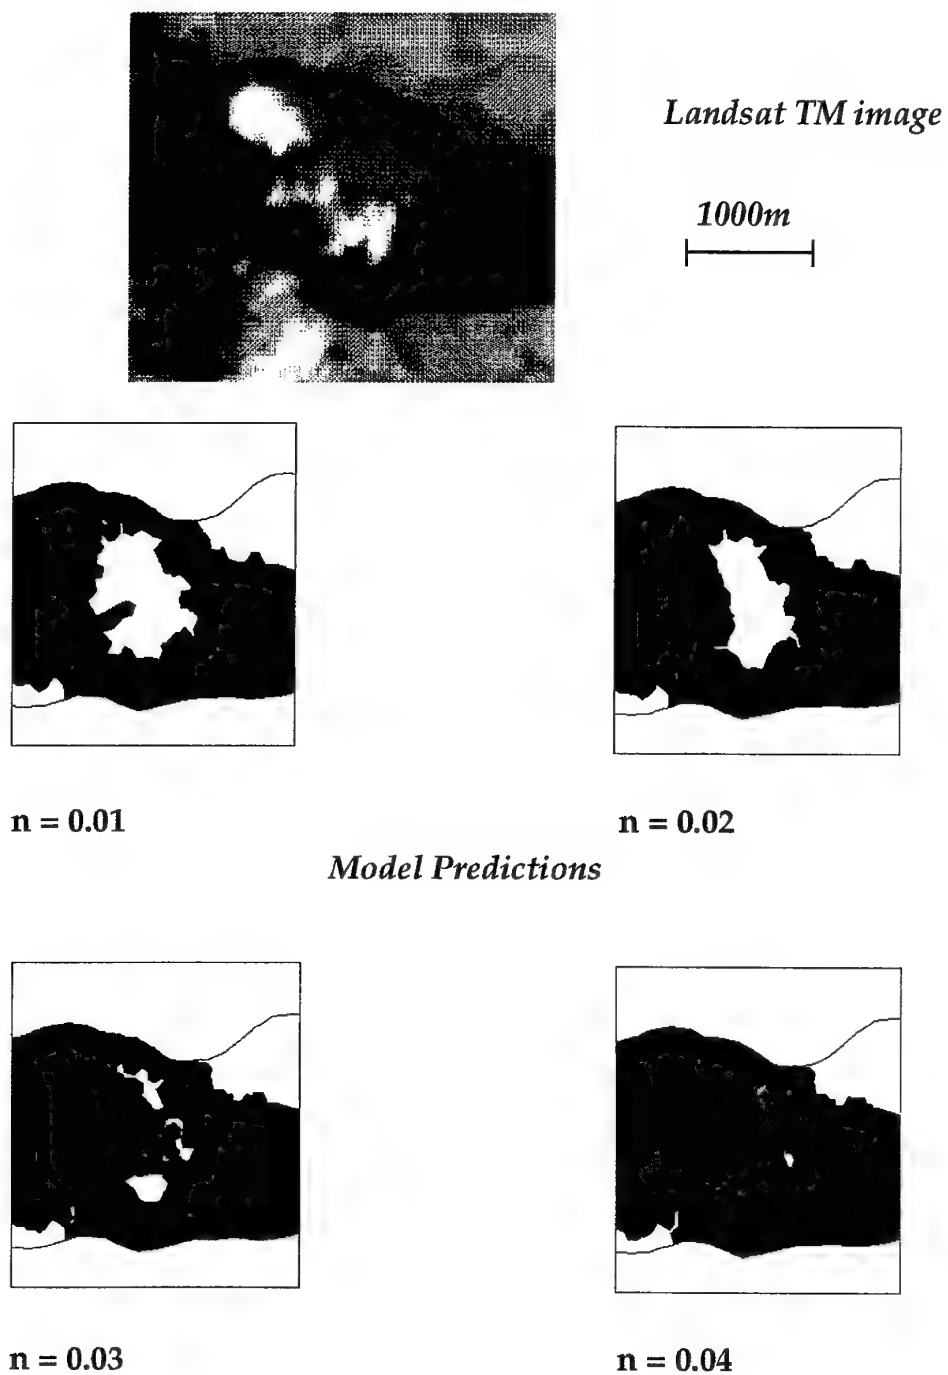 Landsat TM image
1000m
n = 0.01
n = 0.02
Model Predictions
n = 0.03
n = 0.04